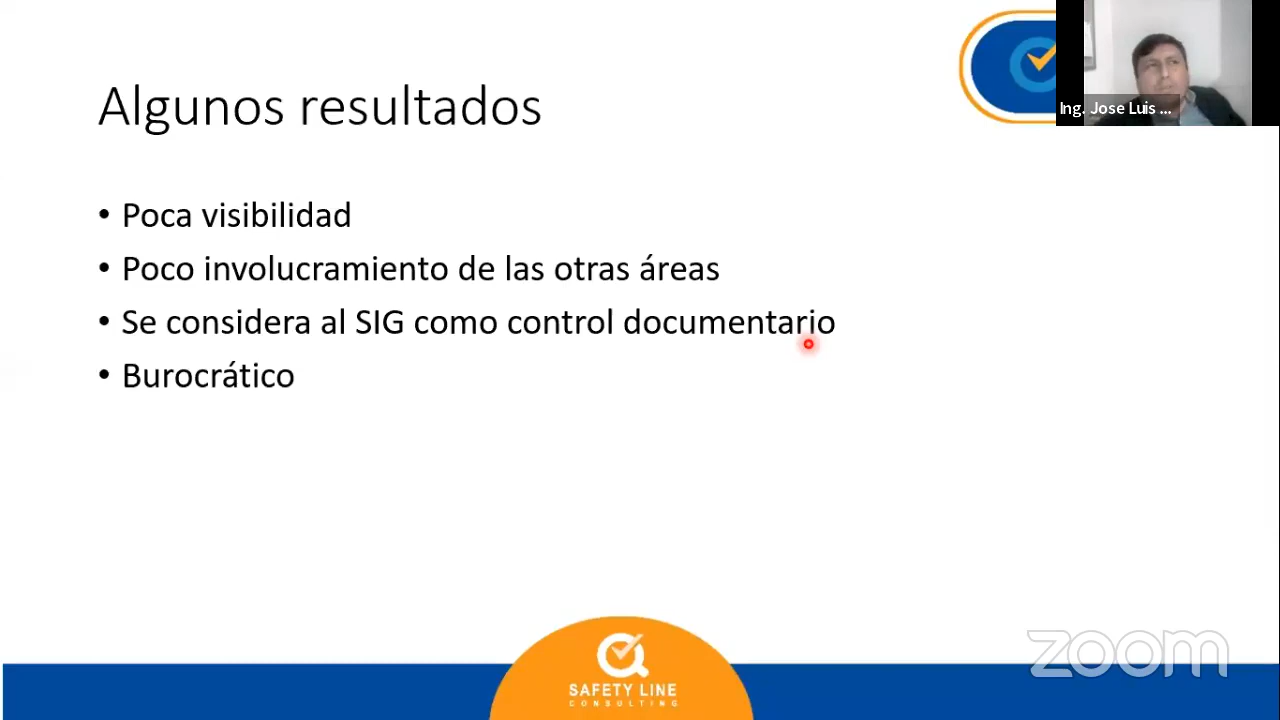 Algunos resultados
Ing. Jose Luis ...
• Poca visibilidad
• Poco involucramiento de las otras áreas
• Se considera al SIG como control documentario
• Burocrático
zoom
SAFETY LINE
CONSULTING